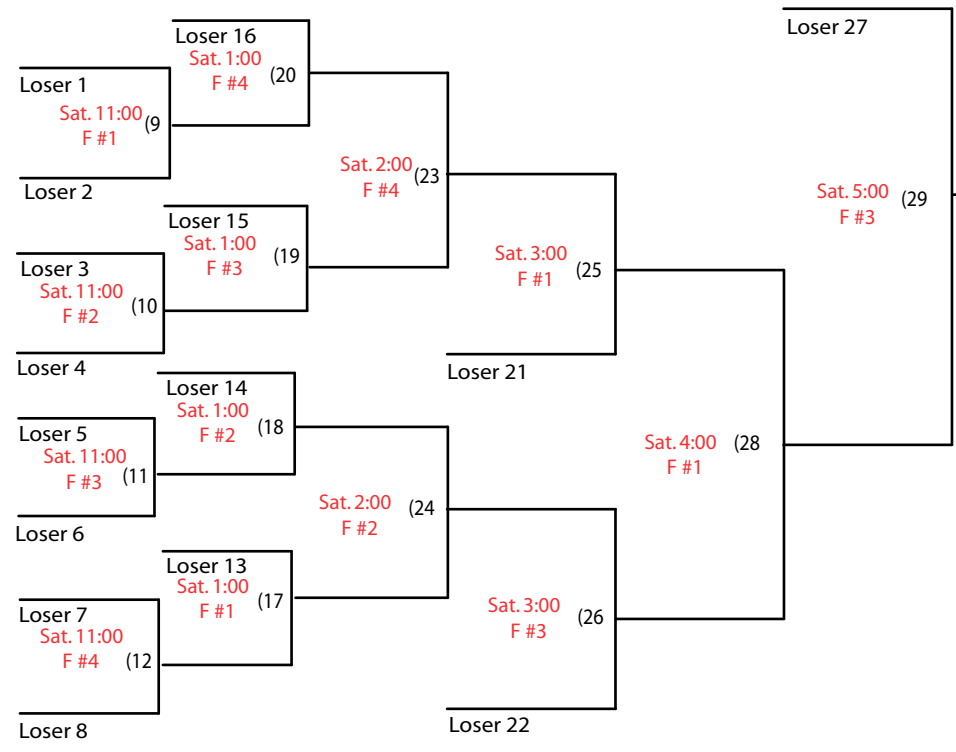 Loser 27
Loser 16
Sat. 1:00
F #4
(20
Loser 1
Sat. 11:00
F #1
(9
Loser 2
Sat. 2:00
F #4
(23
Sat. 5:00
F #3
(29
Loser 15
Sat. 1:00
F #3
(19
Loser 3
Sat. 11:00
F #2
(10
Loser 4
Sat. 3:00
F #1
(25
Loser 21
Loser 14
Sat. 1:00
F #2
(18
Loser 5
Sat. 11:00
F #3
(11
Loser 6
Sat. 4:00
F #1
(28
Sat. 2:00
F #2
(24
Loser 13
Sat. 1:00
F #1
(17
Loser 7
Sat. 11:00
F #4
(12
Loser 8
Sat. 3:00
F #3
(26
Loser 22